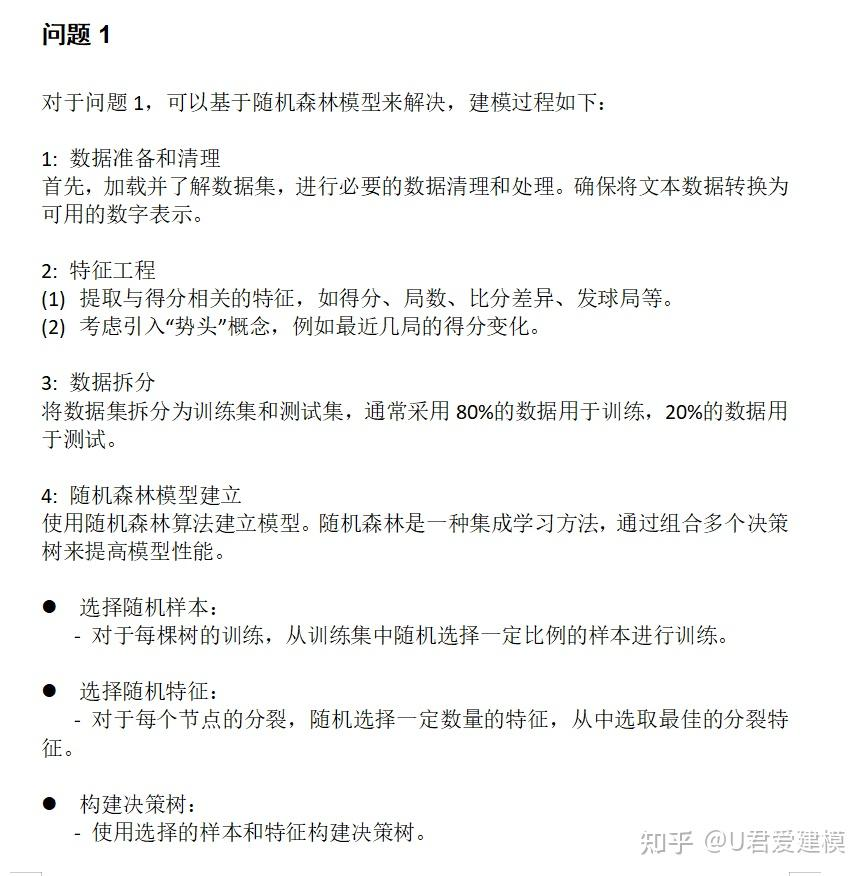 问题 1
对于问题 1，可以基于随机森林模型来解决，建模过程如下：
1: 数据准备和清理
首先，加载并了解数据集，进行必要的数据清理和处理。确保将文本数据转换为
可用的数字表示。
2: 特征工程
(1) 提取与得分相关的特征，如得分、局数、比分差异、发球局等。
(2) 考虑引入“势头”概念，例如最近几局的得分变化。
3: 数据拆分
将数据集拆分为训练集和测试集，通常采用 80%的数据用于训练，20%的数据用
于测试。
4: 随机森林模型建立
使用随机森林算法建立模型。随机森林是一种集成学习方法，通过组合多个决策
树来提高模型性能。
● 选择随机样本：
- 对于每棵树的训练，从训练集中随机选择一定比例的样本进行训练。
● 选择随机特征：
- 对于每个节点的分裂，随机选择一定数量的特征，从中选取最佳的分裂特
征。
● 构建决策树：
- 使用选择的样本和特征构建决策树。
知乎 @U君爱建模